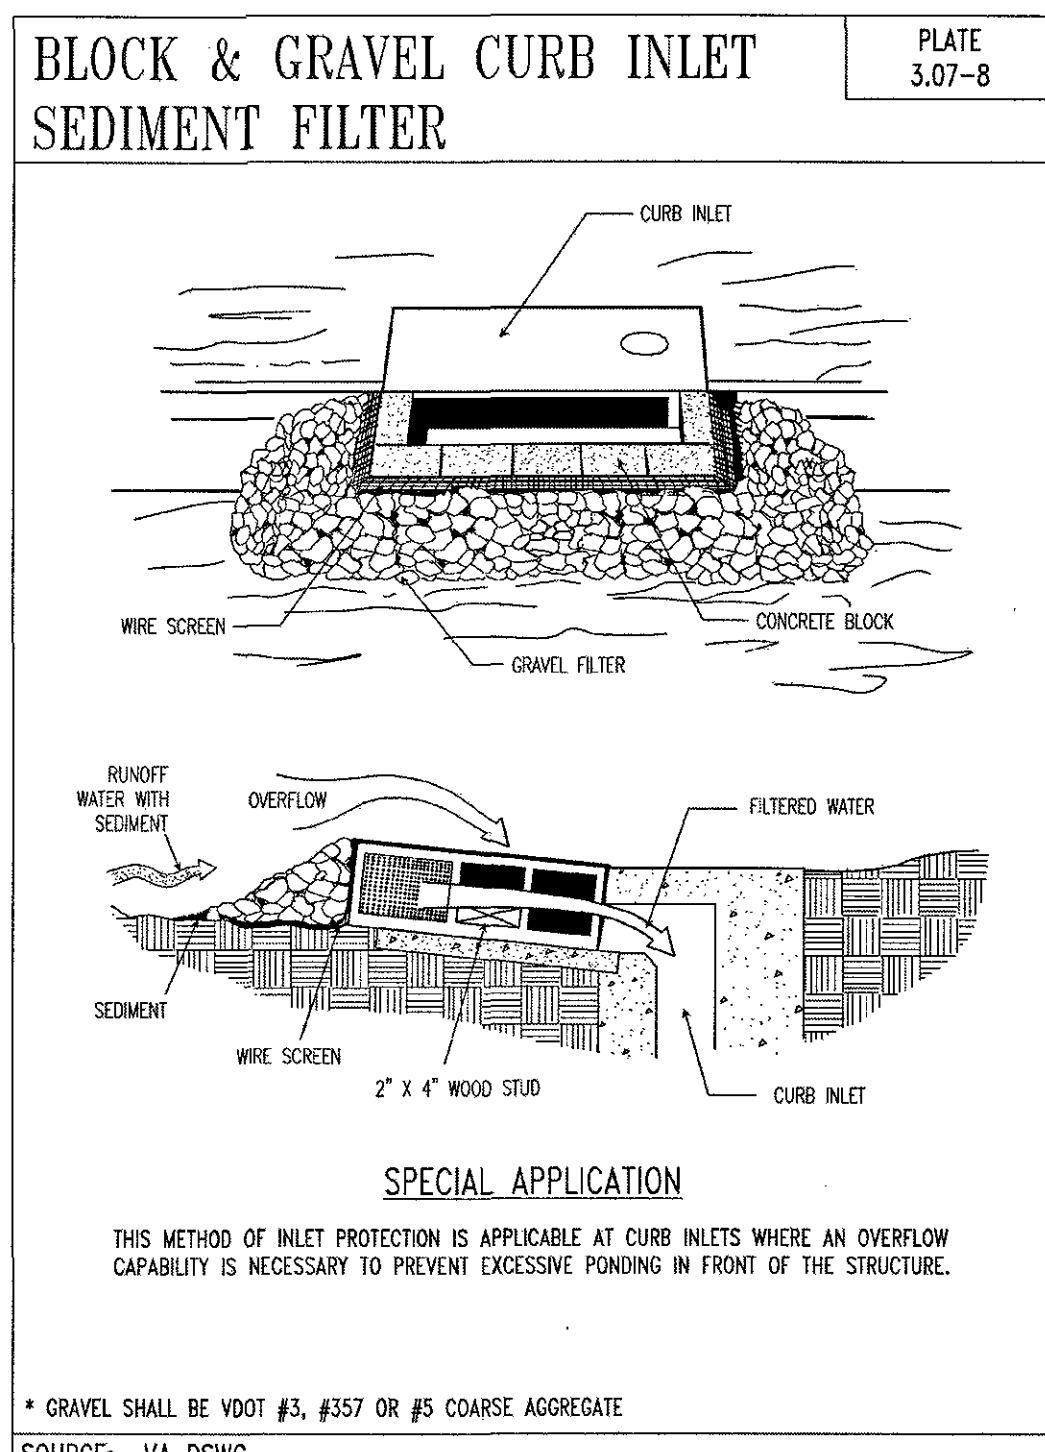 BLOCK & GRAVEL CURB INLET
SEDIMENT FILTER
PLATE
3.07-8
CURB INLET
WIRE SCREEN
CONCRETE BLOCK
GRAVEL FILTER
RUNOFF
WATER WITH
SEDIMENT
OVERFLOW
FILTERED WATER
SEDIMENT
WIRE SCREEN
2" X 4" WOOD STUD
CURB INLET
SPECIAL APPLICATION
THIS METHOD OF INLET PROTECTION IS APPLICABLE AT CURB INLETS WHERE AN OVERFLOW
CAPABILITY IS NECESSARY TO PREVENT EXCESSIVE PONDING IN FRONT OF THE STRUCTURE.
* GRAVEL SHALL BE VDOT #3, #357 OR #5 COARSE AGGREGATE
SOURCE: VA DSWC